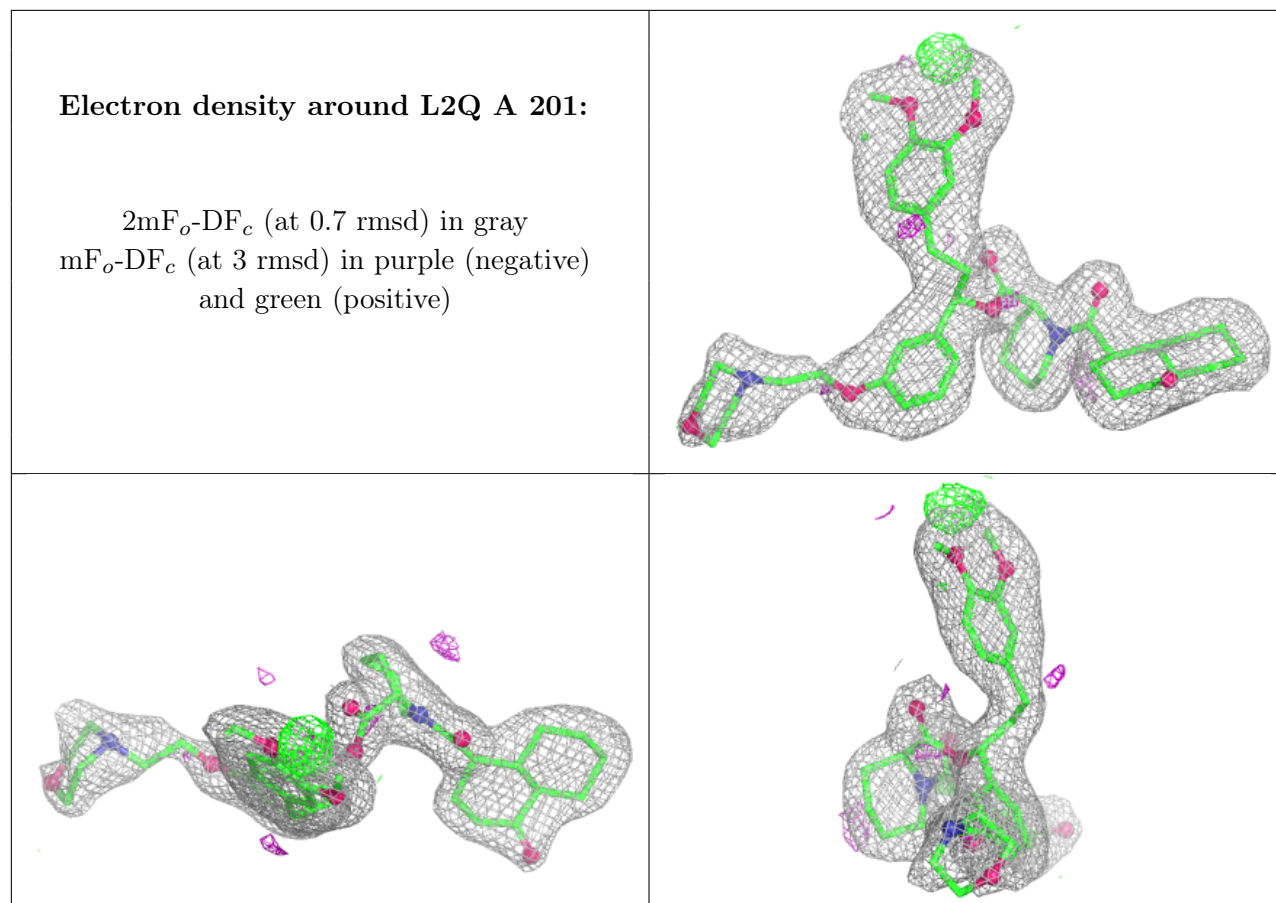 Electron density around L2Q A 201:
2mFo-DFc (at 0.7 rmsd) in gray
mFo-DFc (at 3 rmsd) in purple (negative)
and green (positive)